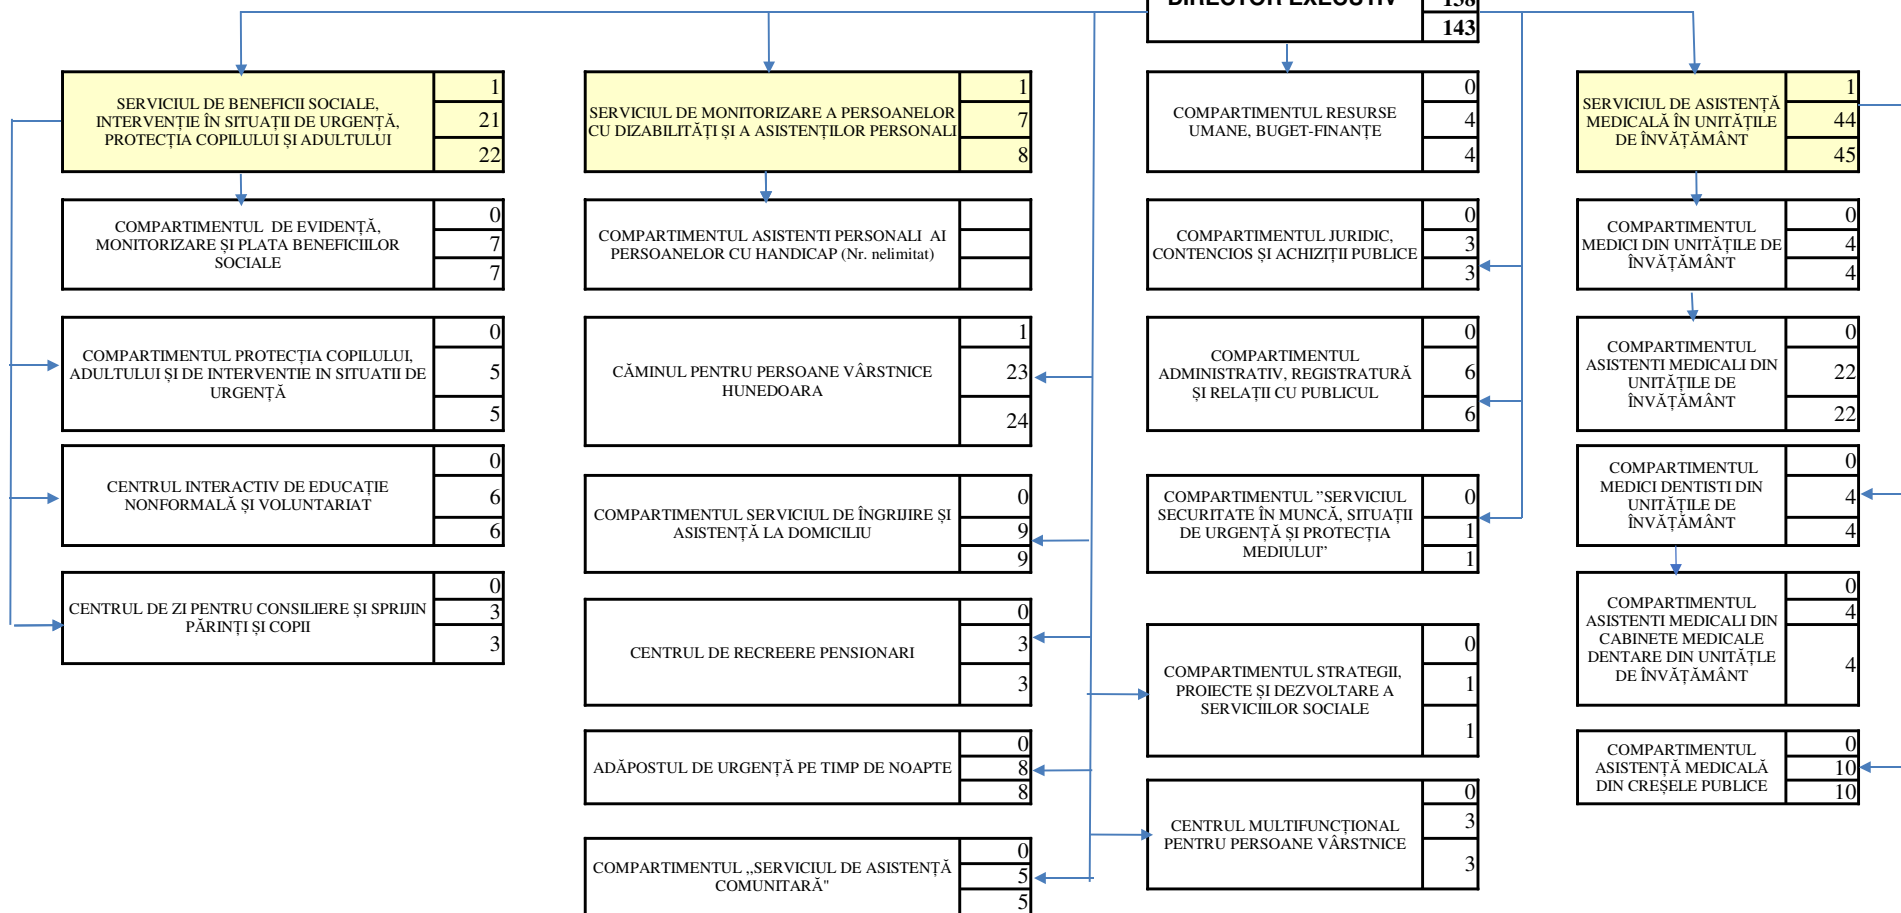 DIRECTOR EXECUTIV
138
143
SERVICIUL DE BENEFICII SOCIALE,
INTERVENȚIE ÎN SITUAȚII DE URGENȚĂ,
PROTECȚIA COPILULUI ȘI ADULTULUI
1
21
22
SERVICIUL DE MONITORIZARE A PERSOANELOR
CU DIZABILITĂȚI ȘI A ASISTENȚILOR PERSONALI
1
7
8
COMPARTIMENTUL RESURSE
UMANE, BUGET-FINANȚE
0
4
4
SERVICIUL DE ASISTENȚĂ
MEDICALĂ ÎN UNITĂȚILE
DE ÎNVĂȚĂMÂNT
1
44
45
COMPARTIMENTUL DE EVIDENȚĂ,
MONITORIZARE ȘI PLATA BENEFICIILOR
SOCIALE
0
7
7
COMPARTIMENTUL ASISTENTI PERSONALI AI
PERSOANELOR CU HANDICAP (Nr. nelimitat)
COMPARTIMENTUL JURIDIC,
CONTENCIOS ȘI ACHIZIȚII PUBLICE
0
3
3
COMPARTIMENTUL
MEDICI DIN UNITĂȚILE DE
ÎNVĂȚĂMÂNT
0
4
4
COMPARTIMENTUL PROTECȚIA COPILULUI,
ADULTULUI ȘI DE INTERVENTIE IN SITUATII DE
URGENȚĂ
0
5
5
CĂMINUL PENTRU PERSOANE VÂRSTNICE
HUNEDOARA
1
23
24
COMPARTIMENTUL
ADMINISTRATIV, REGISTRATURĂ
ȘI RELAȚII CU PUBLICUL
0
6
6
COMPARTIMENTUL
ASISTENTI MEDICALI DIN
UNITĂȚILE DE
ÎNVĂȚĂMÂNT
0
22
22
CENTRUL INTERACTIV DE EDUCAȚIE
NONFORMALĂ ȘI VOLUNTARIAT
0
6
6
COMPARTIMENTUL SERVICIUL DE ÎNGRIJIRE ȘI
ASISTENȚĂ LA DOMICILIU
0
9
9
COMPARTIMENTUL ”SERVICIUL
SECURITATE ÎN MUNCĂ, SITUAȚII
DE URGENȚĂ ȘI PROTECȚIA
MEDIULUI”
0
1
1
COMPARTIMENTUL
MEDICI DENTISTI DIN
UNITĂȚILE DE
ÎNVĂȚĂMÂNT
0
4
4
CENTRUL DE ZI PENTRU CONSILIERE ȘI SPRIJIN
PĂRINȚI ȘI COPII
0
3
3
CENTRUL DE RECREERE PENSIONARI
0
3
3
COMPARTIMENTUL STRATEGII,
PROIECTE ȘI DEZVOLTARE A
SERVICIILOR SOCIALE
0
1
1
COMPARTIMENTUL
ASISTENTI MEDICALI DIN
CABINETE MEDICALE
DENTARE DIN UNITĂȚLE
DE ÎNVĂȚĂMÂNT
0
4
4
ADĂPOSTUL DE URGENȚĂ PE TIMP DE NOAPTE
0
8
8
CENTRUL MULTIFUNCȚIONAL
PENTRU PERSOANE VÂRSTNICE
0
3
3
COMPARTIMENTUL
ASISTENȚĂ MEDICALĂ
DIN CREȘELE PUBLICE
0
10
10
COMPARTIMENTUL ,,SERVICIUL DE ASISTENȚĂ
COMUNITARĂ"
0
5
5